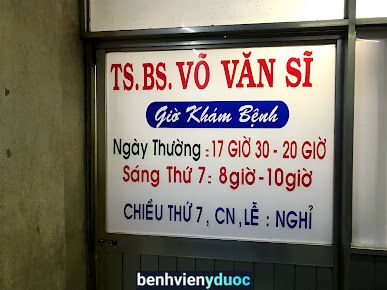 TS.BS. VÕ VĂN SĨ
Giờ Khám Bệnh
Ngày Thường : 17 GIỜ 30 - 20 GIỜ
Sáng Thứ 7 : 8giờ - 10giờ
CHIỀU THỨ 7 , CN , LỄ : NGHỈ
benhvienyduoc